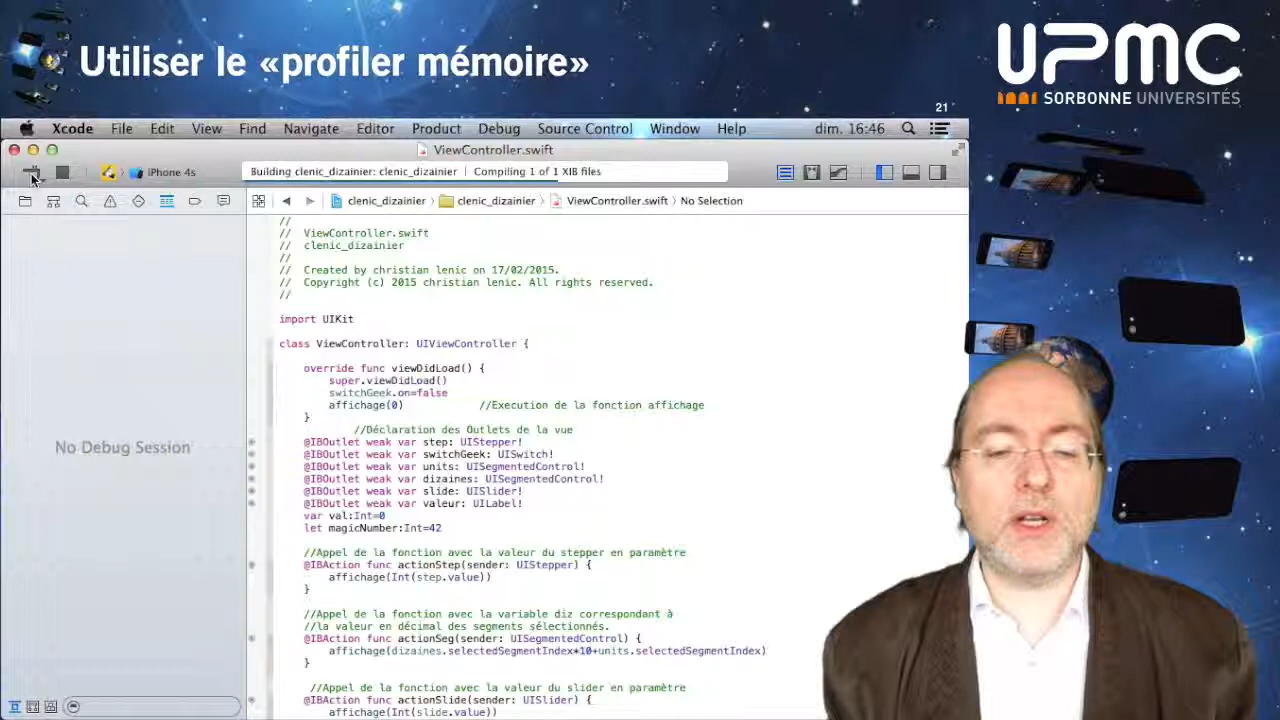 Utiliser le «profiler mémoire»
UPMC
SORBONNE UNIVERSITÉS
21
Xcode File Edit View Find Navigate Editor Product Debug Source Control Window Help dim. 16:46
ViewController.swift
iPhone 4s
Building clenic_dizainier: clenic_dizainier | Compiling 1 of 1 XIB files
clenic_dizainier clenic_dizainier ViewController.swift No Selection
//
// ViewController.swift
// clenic_dizainier
//
// Created by christian lenic on 17/02/2015.
// Copyright (c) 2015 christian lenic. All rights reserved.
//
import UIKit
class ViewController: UIViewController {
override func viewDidLoad() {
super.viewDidLoad()
switchGeek.on=false
affichage(0) //Execution de la fonction affichage
}
//Déclaration des Outlets de la vue
@IBOutlet weak var step: UIStepper!
@IBOutlet weak var switchGeek: UISwitch!
@IBOutlet weak var units: UISegmentedControl!
@IBOutlet weak var dizaines: UISegmentedControl!
@IBOutlet weak var slide: UISlider!
@IBOutlet weak var valeur: UILabel!
var val:Int=0
let magicNumber:Int=42
//Appel de la fonction avec la valeur du stepper en paramètre
@IBAction func actionStep(sender: UIStepper) {
affichage(Int(step.value))
}
//Appel de la fonction avec la variable diz correspondant à
//la valeur en décimal des segments sélectionnés.
@IBAction func actionSeg(sender: UISegmentedControl) {
affichage(dizaines.selectedSegmentIndex*10+units.selectedSegmentIndex)
}
//Appel de la fonction avec la valeur du slider en paramètre
@IBAction func actionSlide(sender: UISlider) {
affichage(Int(slide.value))
No Debug Session